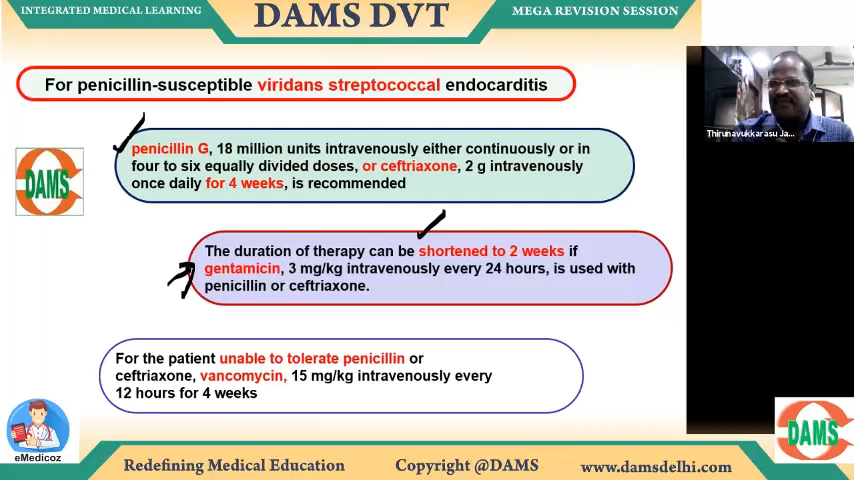 INTEGRATED MEDICAL LEARNING
DAMS DVT
MEGA REVISION SESSION
For penicillin-susceptible viridans streptococcal endocarditis
Thirunavukkarasu Ja...
penicillin G, 18 million units intravenously either continuously or in
four to six equally divided doses, or ceftriaxone, 2 g intravenously
once daily for 4 weeks, is recommended
DAMS
The duration of therapy can be shortened to 2 weeks if
gentamicin, 3 mg/kg intravenously every 24 hours, is used with
penicillin or ceftriaxone.
For the patient unable to tolerate penicillin or
ceftriaxone, vancomycin, 15 mg/kg intravenously every
12 hours for 4 weeks
DAMS
eMedicoz
Redefining Medical Education
Copyright @DAMS
www.damsdelhi.com